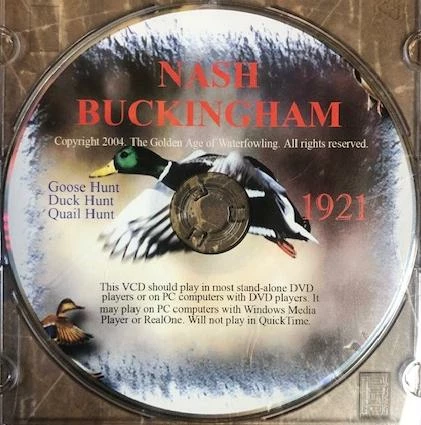 NASH
BUCKINGHAM
Copyright 2004. The Golden Age of Waterfowling. All rights reserved.
Goose Hunt
Duck Hunt
Quail Hunt
1921
This VCD should play in most stand-alone DVD
players or on PC computers with DVD players. It
may play on PC computers with Windows Media
Player or RealOne. Will not play in QuickTime.